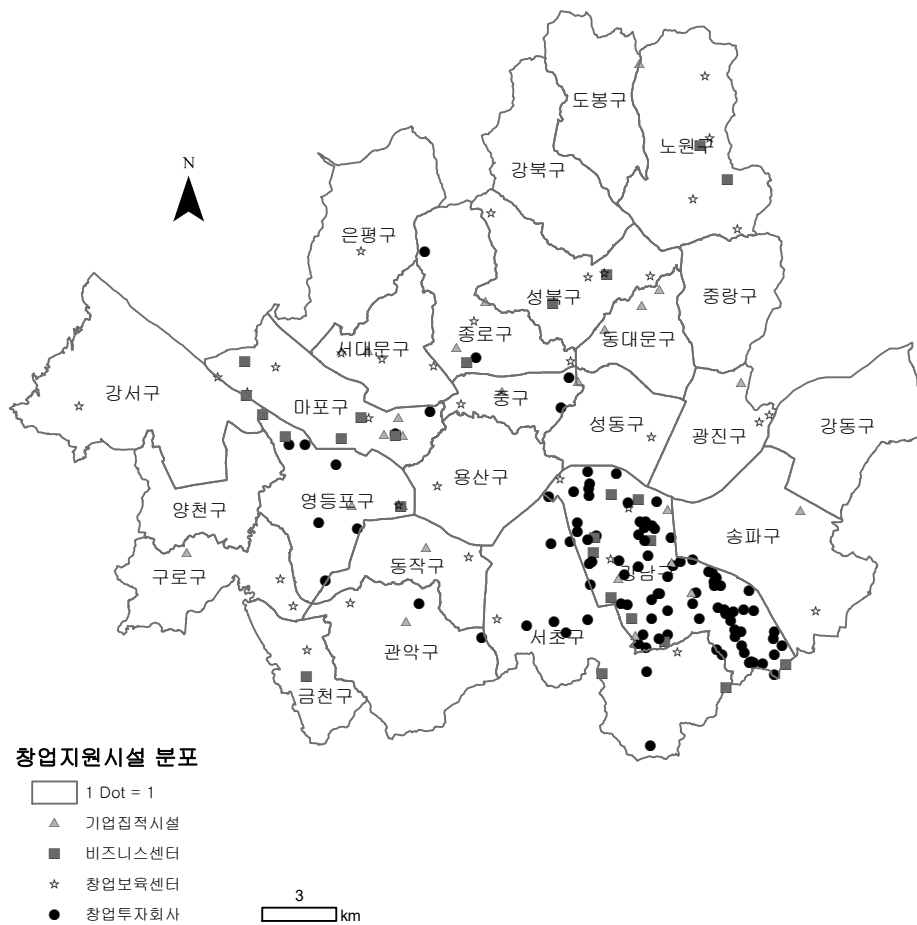 N
도봉구
노원구
강북구
은평구
성북구
중랑구
종로구
서대문구
동대문구
강서구
마포구
중구
성동구
광진구
강동구
용산구
영등포구
양천구
송파구
동작구
구로구
강남구
서초구
관악구
금천구
창업지원시설 분포
1 Dot = 1
기업집적시설
비즈니스센터
창업보육센터
창업투자회사
3
km